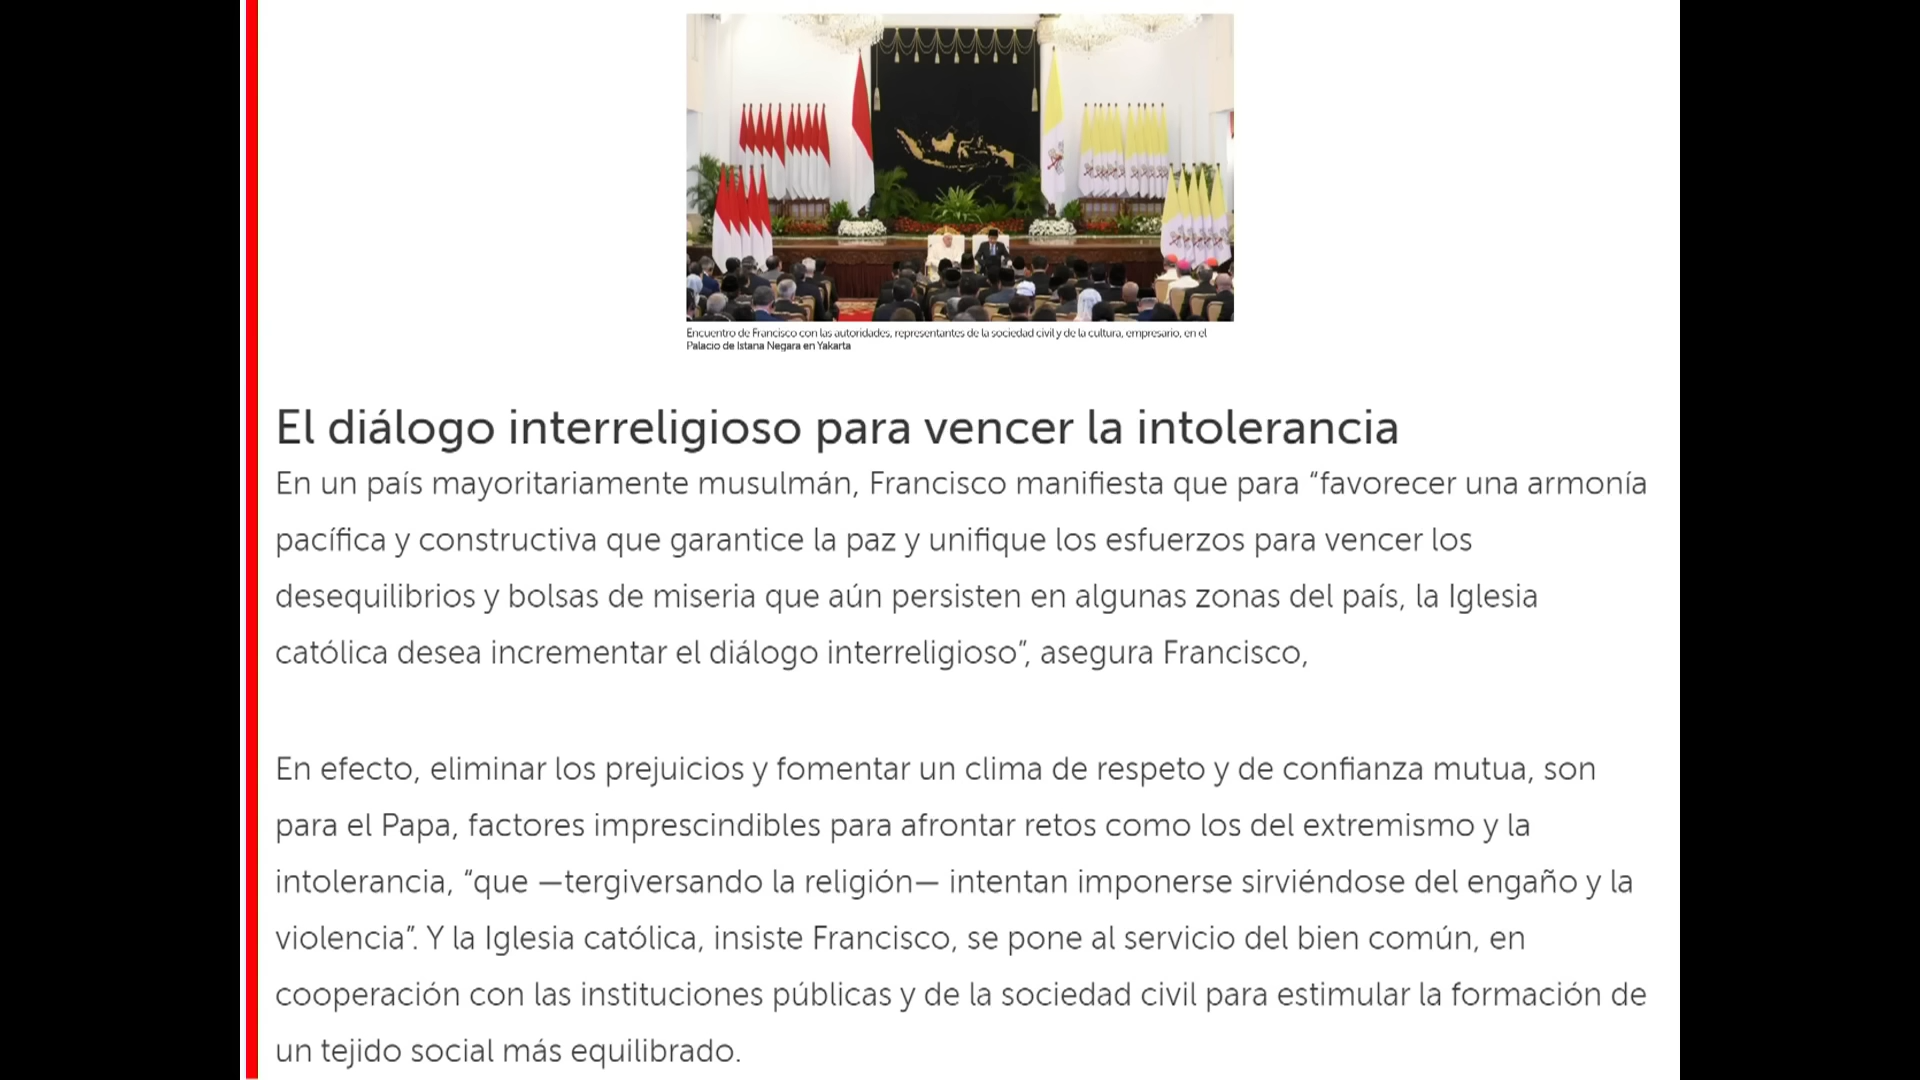 Encuentro de Francisco con las autoridades, representantes de la sociedad civil y de la cultura, empresario, en el
Palacio de Istana Negara en Yakarta
El diálogo interreligioso para vencer la intolerancia
En un país mayoritariamente musulmán, Francisco manifiesta que para “favorecer una armonía
pacífica y constructiva que garantice la paz y unifique los esfuerzos para vencer los
desequilibrios y bolsas de miseria que aún persisten en algunas zonas del país, la Iglesia
católica desea incrementar el diálogo interreligioso”, asegura Francisco,
En efecto, eliminar los prejuicios y fomentar un clima de respeto y de confianza mutua, son
para el Papa, factores imprescindibles para afrontar retos como los del extremismo y la
intolerancia, “que —tergiversando la religión— intentan imponerse sirviéndose del engaño y la
violencia”. Y la Iglesia católica, insiste Francisco, se pone al servicio del bien común, en
cooperación con las instituciones públicas y de la sociedad civil para estimular la formación de
un tejido social más equilibrado.